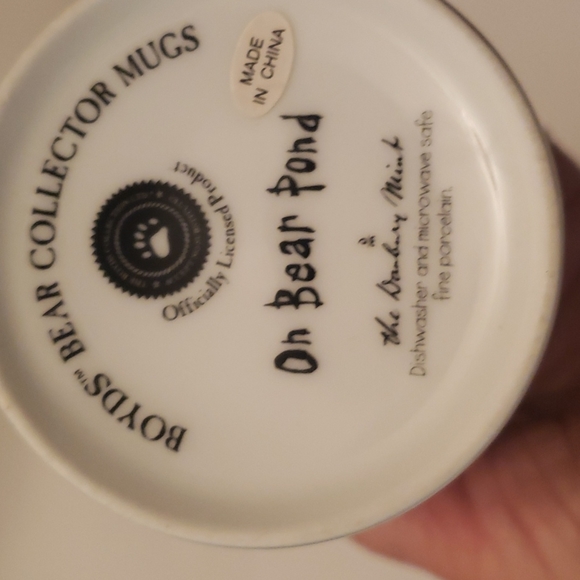 BOYDS™ BEAR COLLECTOR MUGS
Officially Licensed Product
MADE
IN CHINA
On Bear Pond
the Danbury Mint
Dishwasher and microwave safe
fine porcelain.